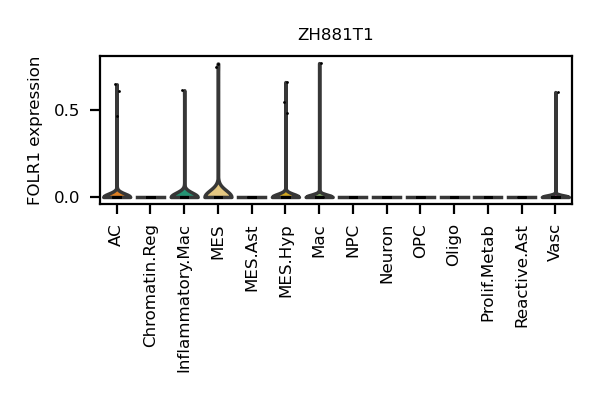 ZH881T1
FOLR1 expression
0.5
0.0
AC
Chromatin.Reg
Inflammatory.Mac
MES
MES.Ast
MES.Hyp
Mac
NPC
Neuron
OPC
Oligo
Prolif.Metab
Reactive.Ast
Vasc